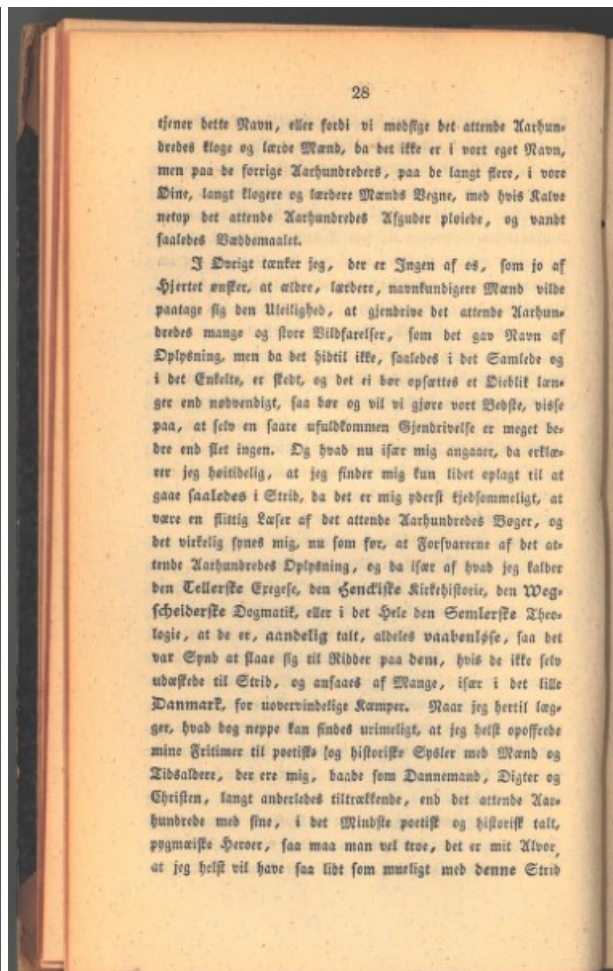 28
tjener dette Navn, eller fordi vi modsige det attende Aarhun-
dredes kloge og lærde Mænd, da det ikke er i vort eget Navn,
men paa de forrige Aarhundreders, paa de langt flere, i vore
Øine, langt klogere og lærdere Mænds Vegne, med hvis Kalve
netop det attende Aarhundredes Afguder pløiede, og vandt
saaledes Væddemaalet.
I Øvrigt tænker jeg, der er Ingen af os, som jo af
Hjertet ønsker, at ældre, lærdere, navnkundigere Mænd vilde
paatage sig den Uleilighed, at gjendrive det attende Aarhun-
dredes mange og store Vildfarelser, som det gav Navn af
Oplysning, men da det hidtil ikke, saaledes i det Samlede og
i det Enkelte, er skedt, og det ei bør opsættes et Øieblik læn-
ger end nødvendigt, saa bør og vil vi gjøre vort Bedste, visse
paa, at selv en saare ufuldkommen Gjendrivelse er meget be-
dre end slet ingen. Og hvad nu især mig angaaer, da erklæ-
rer jeg høitidelig, at jeg finder mig kun lidet oplagt til at
gaae saaledes i Strid, da det er mig yderst kjedsommeligt, at
være en flittig Læser af det attende Aarhundredes Bøger, og
det virkelig synes mig, nu som før, at Forsvarerne af det at-
tende Aarhundredes Oplysning, og da især af hvad jeg kalder
den Tellerske Exegese, den Henckiske Kirkehistorie, den Weg-
scheiderske Dogmatik, eller i det Hele den Semlerske Theo-
logie, at de er, aandelig talt, aldeles vaabenløse, saa det
var Synd at slaae sig til Ridder paa dem, hvis de ikke selv
udæskede til Strid, og ansaaes af Mange, især i det lille
Danmark, for uovervindelige Kæmper. Naar jeg hertil læg-
ger, hvad dog neppe kan findes urimeligt, at jeg helst opoffrede
mine Fritimer til poetisk- og historiske Sysler med Mænd og
Tidsaldere, der ere mig, baade som Dannemand, Digter og
Christen, langt anderledes tiltrækkende, end det attende Aar-
hundrede med sine, i det Mindste poetisk og historisk talt,
pygmæiske Heroer, saa maa man vel troe, det er mit Alvor,
at jeg helst vil have saa lidt som mueligt med denne Strid